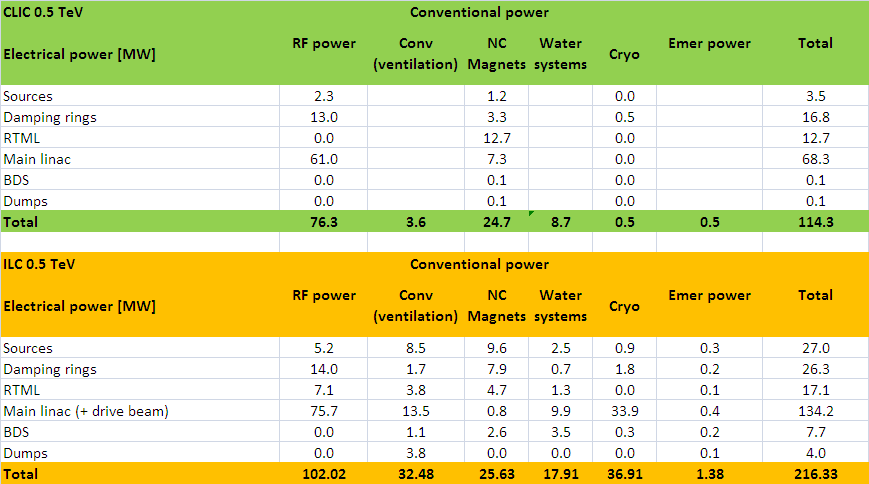 CLIC 0.5 TeV Conventional power
Electrical power [MW] RF power Conv (ventilation) NC Magnets Water systems Cryo Emer power Total
Sources 2.3 1.2 0.0 3.5
Damping rings 13.0 3.3 0.5 16.8
RTML 0.0 12.7 0.0 12.7
Main linac 61.0 7.3 0.0 68.3
BDS 0.0 0.1 0.0 0.1
Dumps 0.0 0.1 0.0 0.1
Total 76.3 3.6 24.7 8.7 0.5 0.5 114.3
ILC 0.5 TeV Conventional power
Electrical power [MW] RF power Conv (ventilation) NC Magnets Water systems Cryo Emer power Total
Sources 5.2 8.5 9.6 2.5 0.9 0.3 27.0
Damping rings 14.0 1.7 7.9 0.7 1.8 0.2 26.3
RTML 7.1 3.8 4.7 1.3 0.0 0.1 17.1
Main linac (+ drive beam) 75.7 13.5 0.8 9.9 33.9 0.4 134.2
BDS 0.0 1.1 2.6 3.5 0.3 0.2 7.7
Dumps 0.0 3.8 0.0 0.0 0.0 0.1 4.0
Total 102.02 32.48 25.63 17.91 36.91 1.38 216.33